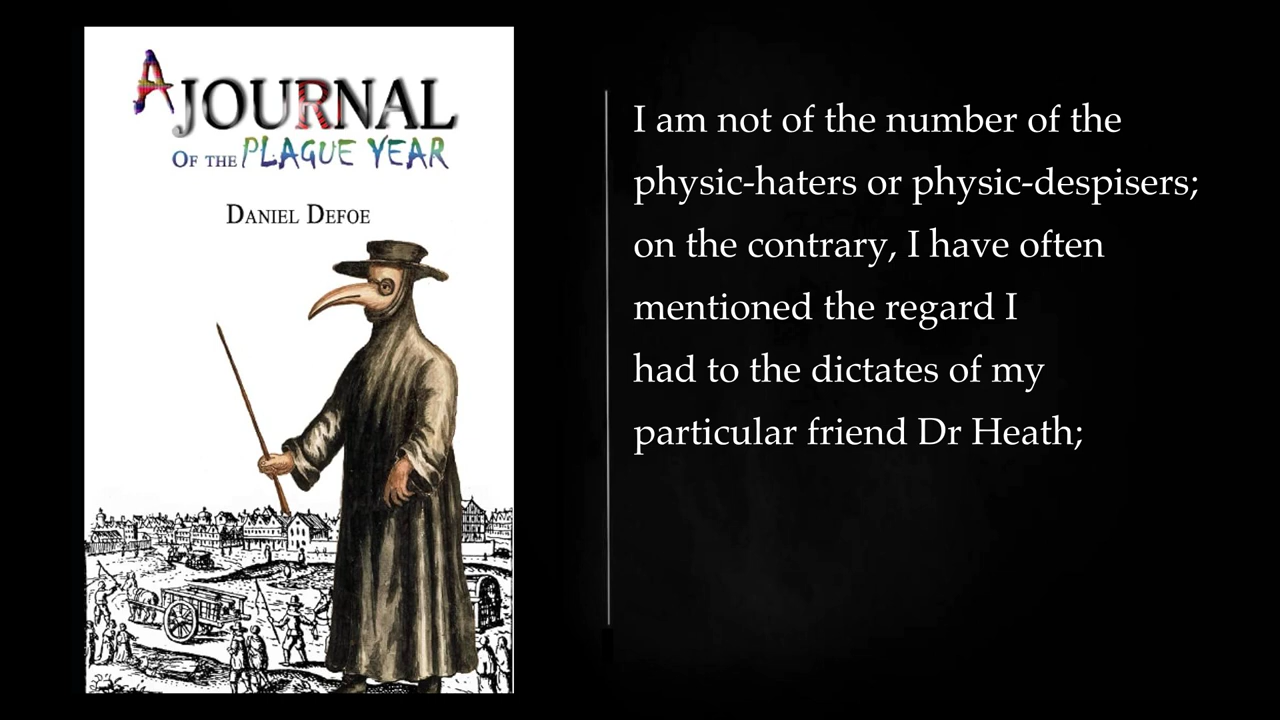 A JOURNAL
OF THE PLAGUE YEAR
DANIEL DEFOE
I am not of the number of the
physic-haters or physic-despisers;
on the contrary, I have often
mentioned the regard I
had to the dictates of my
particular friend Dr Heath;